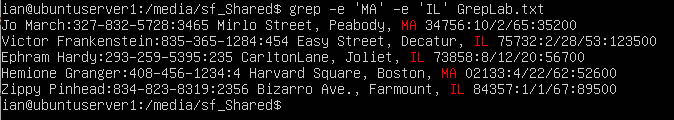 ian@ubuntuserver1:/media/sf_Shared$ grep -e 'MA' -e 'IL' GrepLab.txt
Jo March:327-832-5728:3465 Mirlo Street, Peabody, MA 34756:10/2/65:35200
Victor Frankenstein:835-365-1284:454 Easy Street, Decatur, IL 75732:2/28/53:123500
Ephram Hardy:293-259-5395:235 CarltonLane, Joliet, IL 73858:8/12/20:56700
Hemione Granger:408-456-1234:4 Harvard Square, Boston, MA 02133:4/22/62:52600
Zippy Pinhead:834-823-8319:2356 Bizarro Ave., Farmount, IL 84357:1/1/67:89500
ian@ubuntuserver1:/media/sf_Shared$